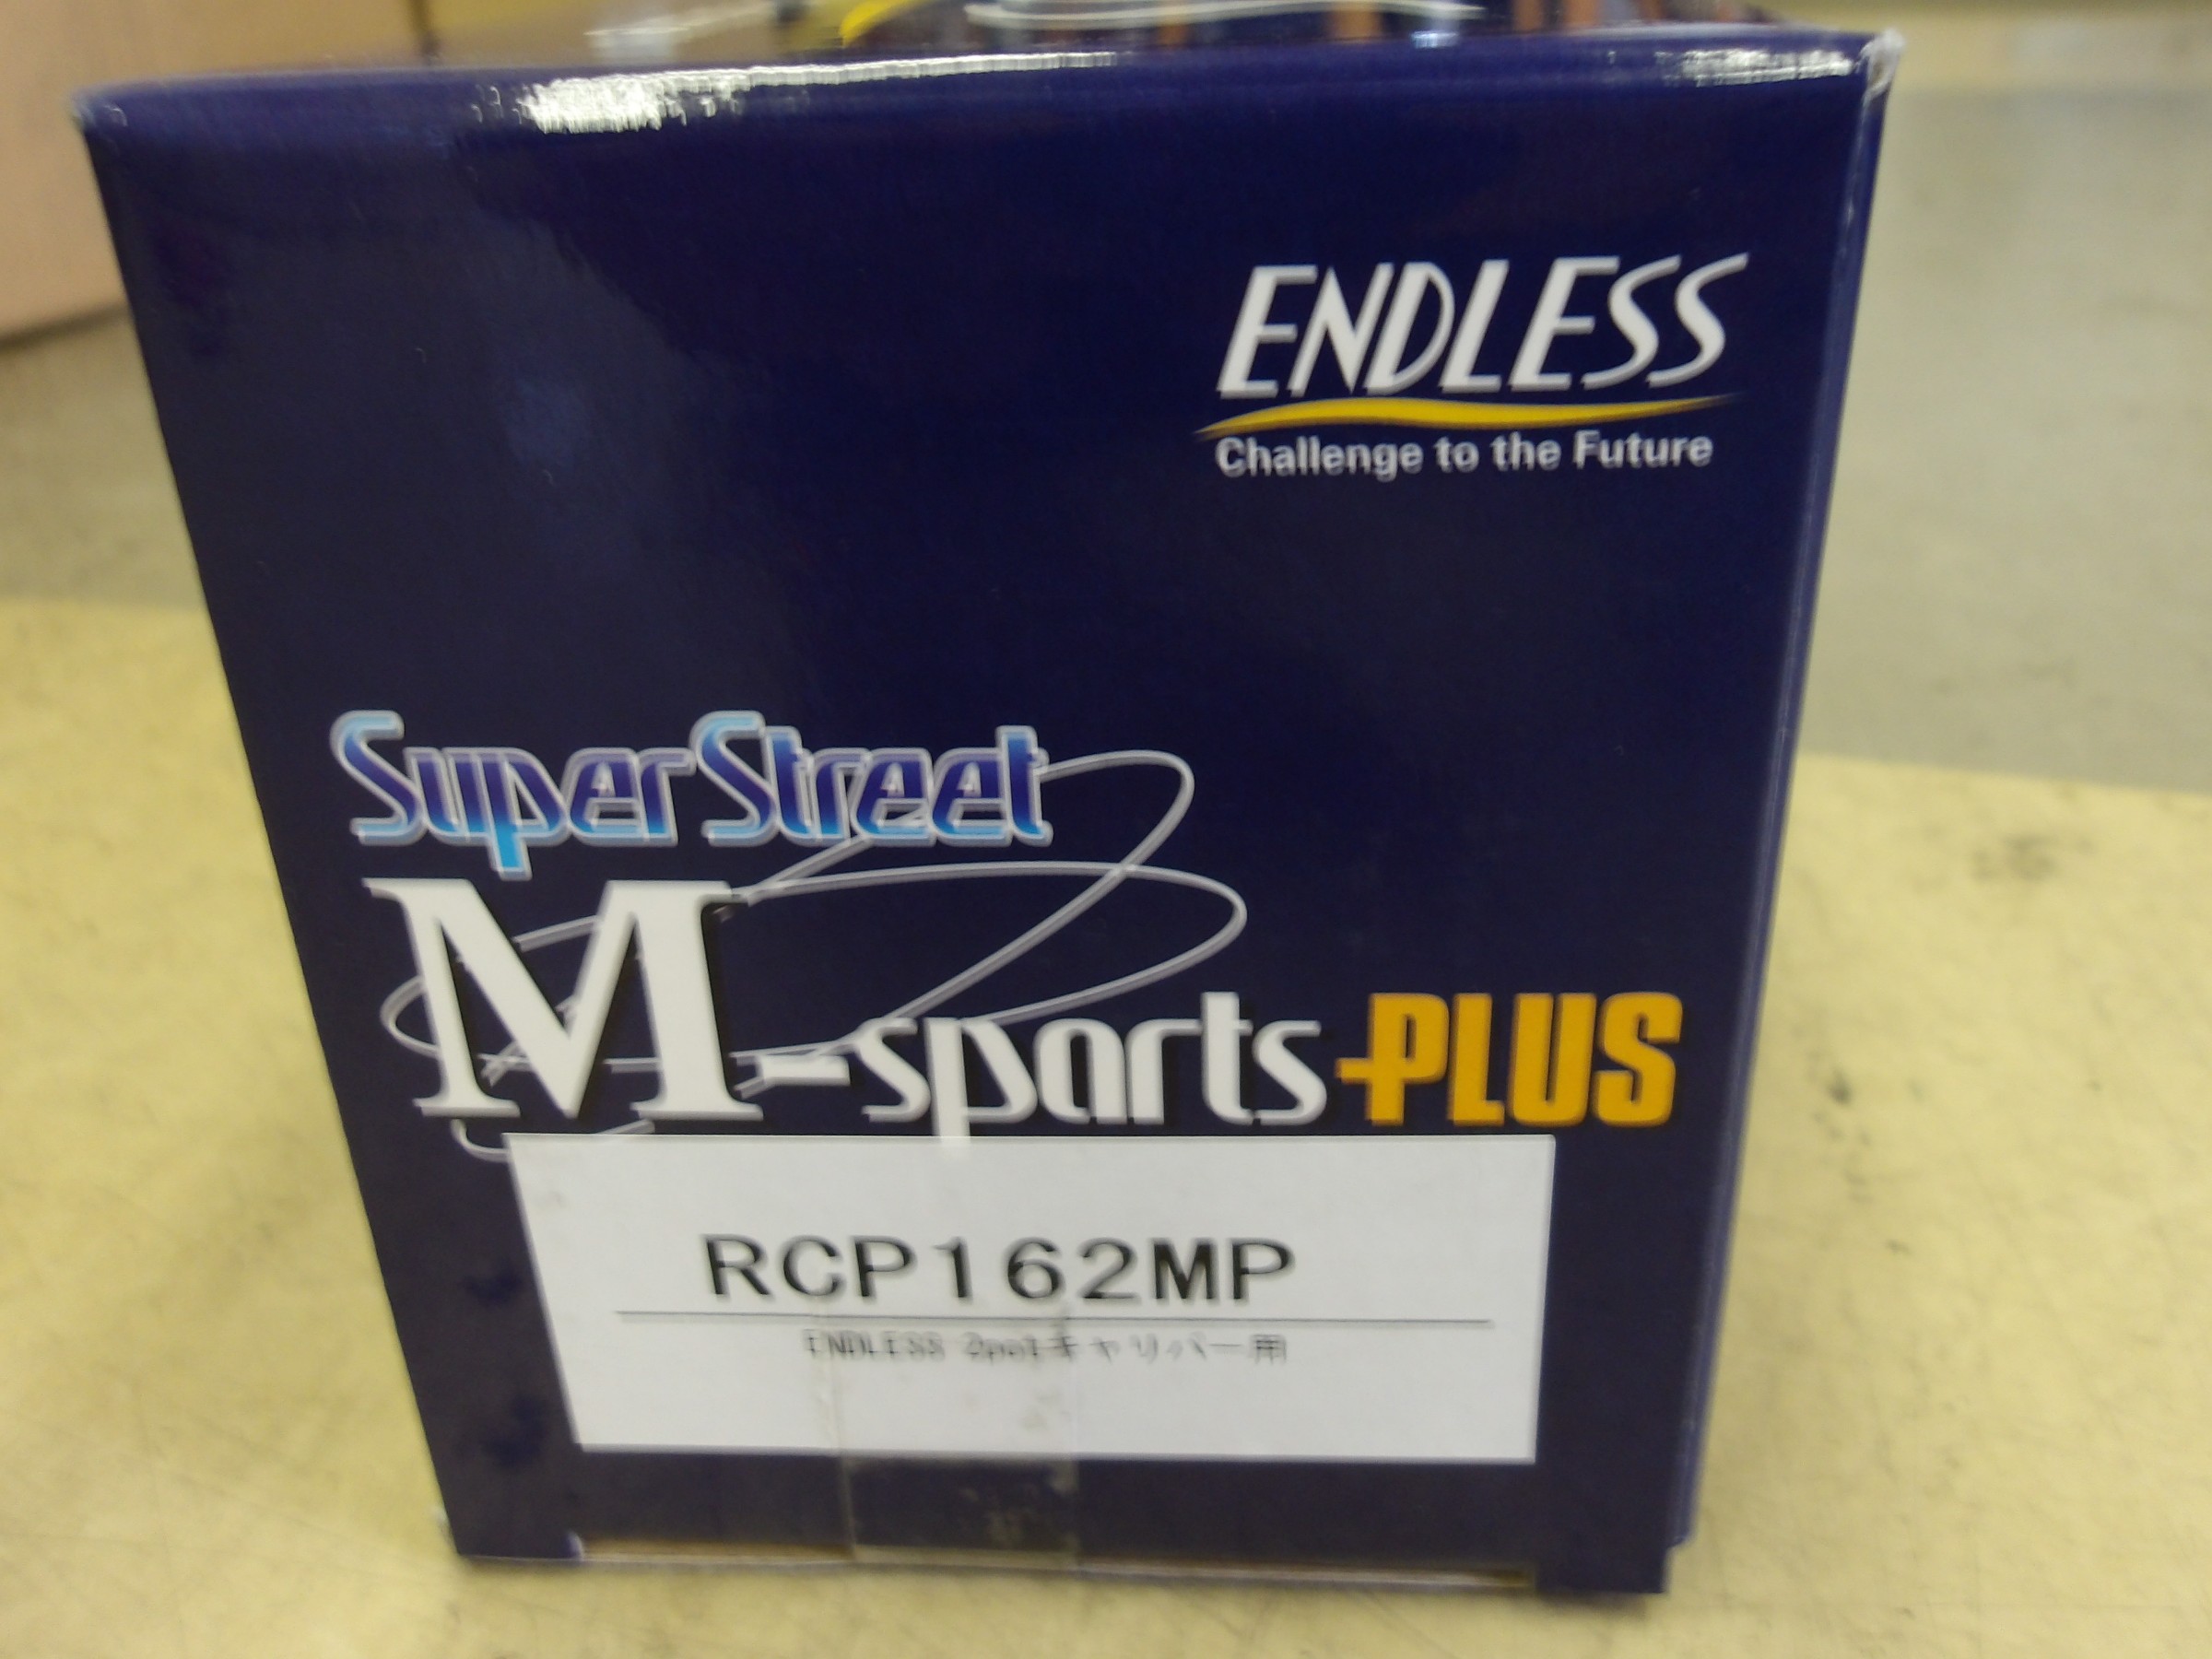 ENDLESS
Challenge to the Future
Super Street
M-sports PLUS
RCP162MP
ENDLESS 2potキャリパー用